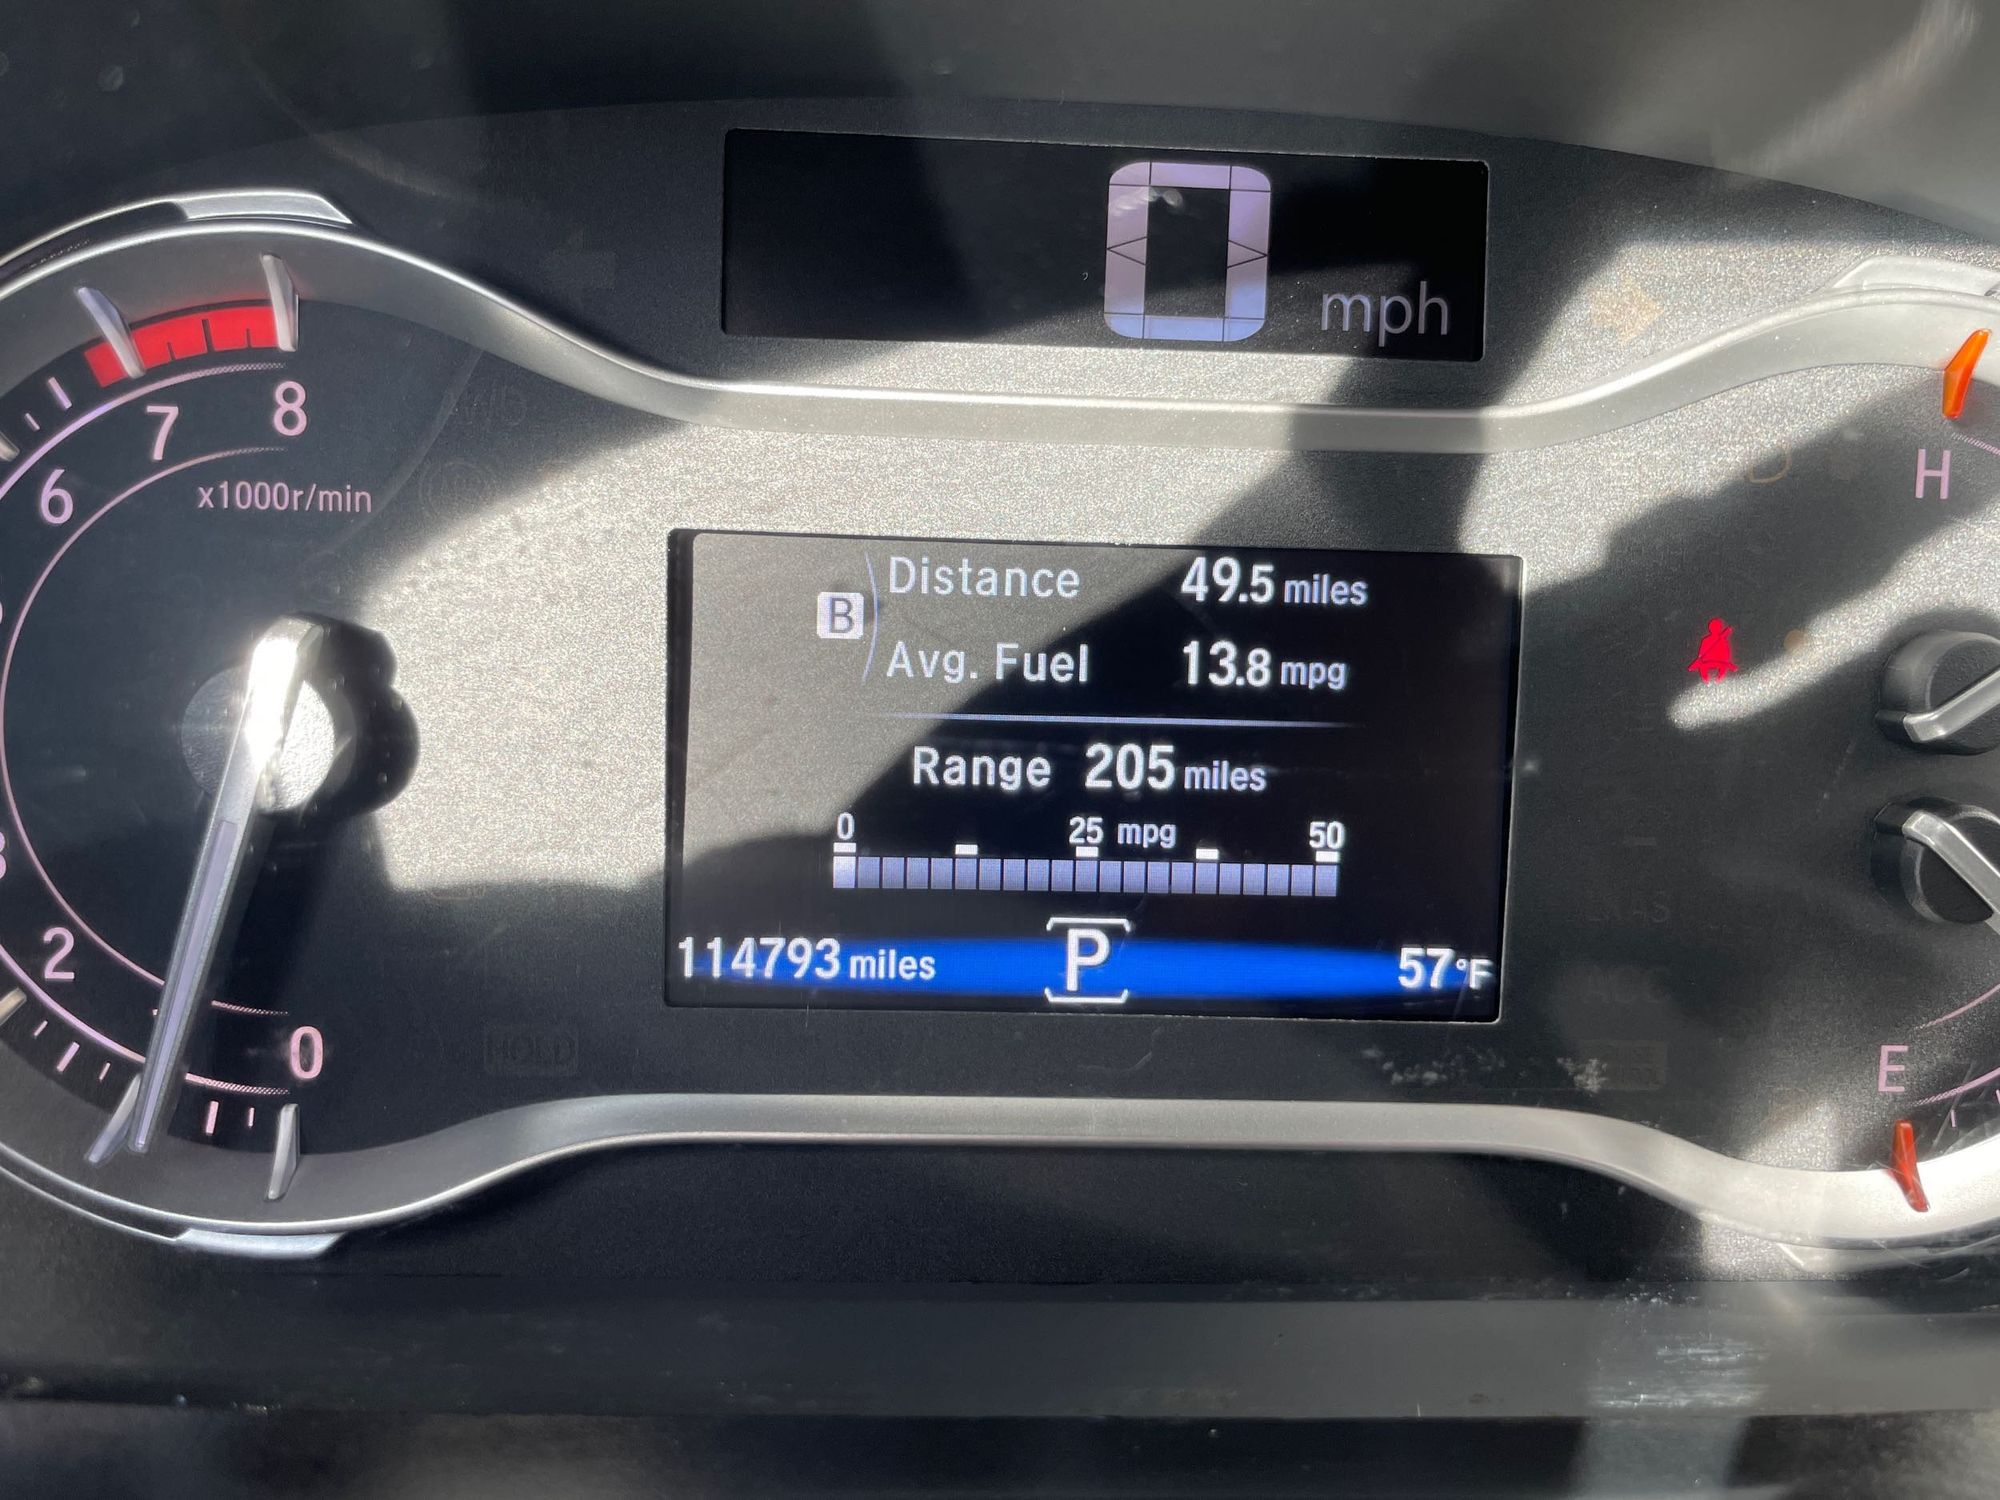 0 mph
8
7
6
x1000r/min
H
Distance 49.5 miles
B
Avg. Fuel 13.8 mpg
Range 205 miles
0 25 mpg 50
2
114793 miles P 57°F
0
HOLD
E